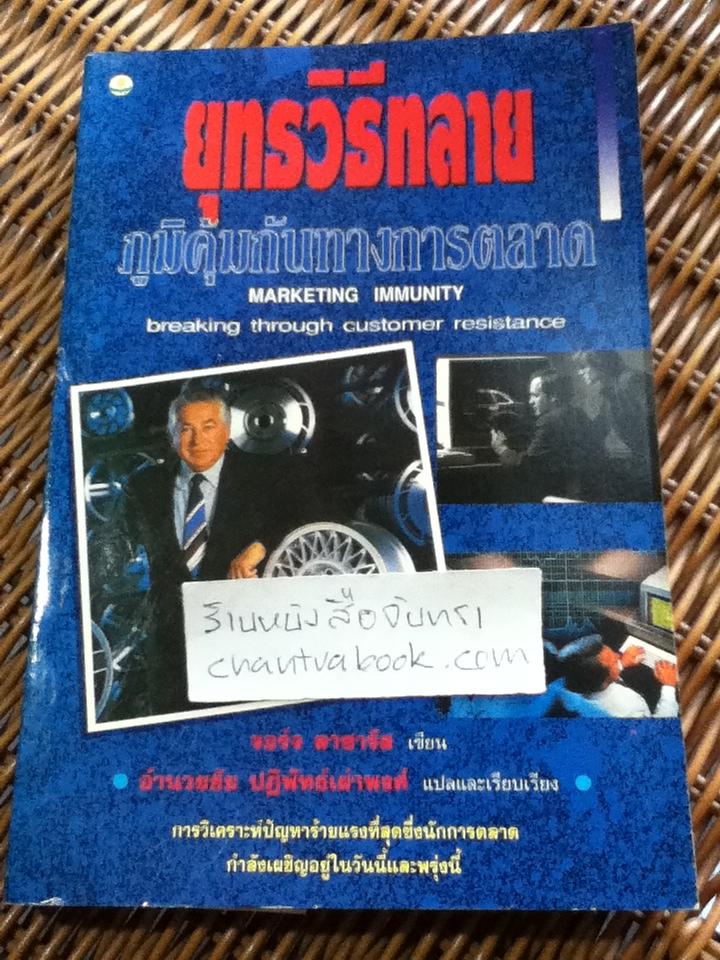 ยุทธวิธีทลาย
ภูมิคุ้มกันทางการตลาด
MARKETING IMMUNITY
breaking through customer resistance
ร้านหนังสือจันทรา
chantrabook.com
จอร์จ ลาซารัส เขียน
อำนวยชัย ปฏิพัทธ์เผ่าพงศ์ แปลและเรียบเรียง
การวิเคราะห์ปัญหาร้ายแรงที่สุดซึ่งนักการตลาด
กำลังเผชิญอยู่ในวันนี้และพรุ่งนี้